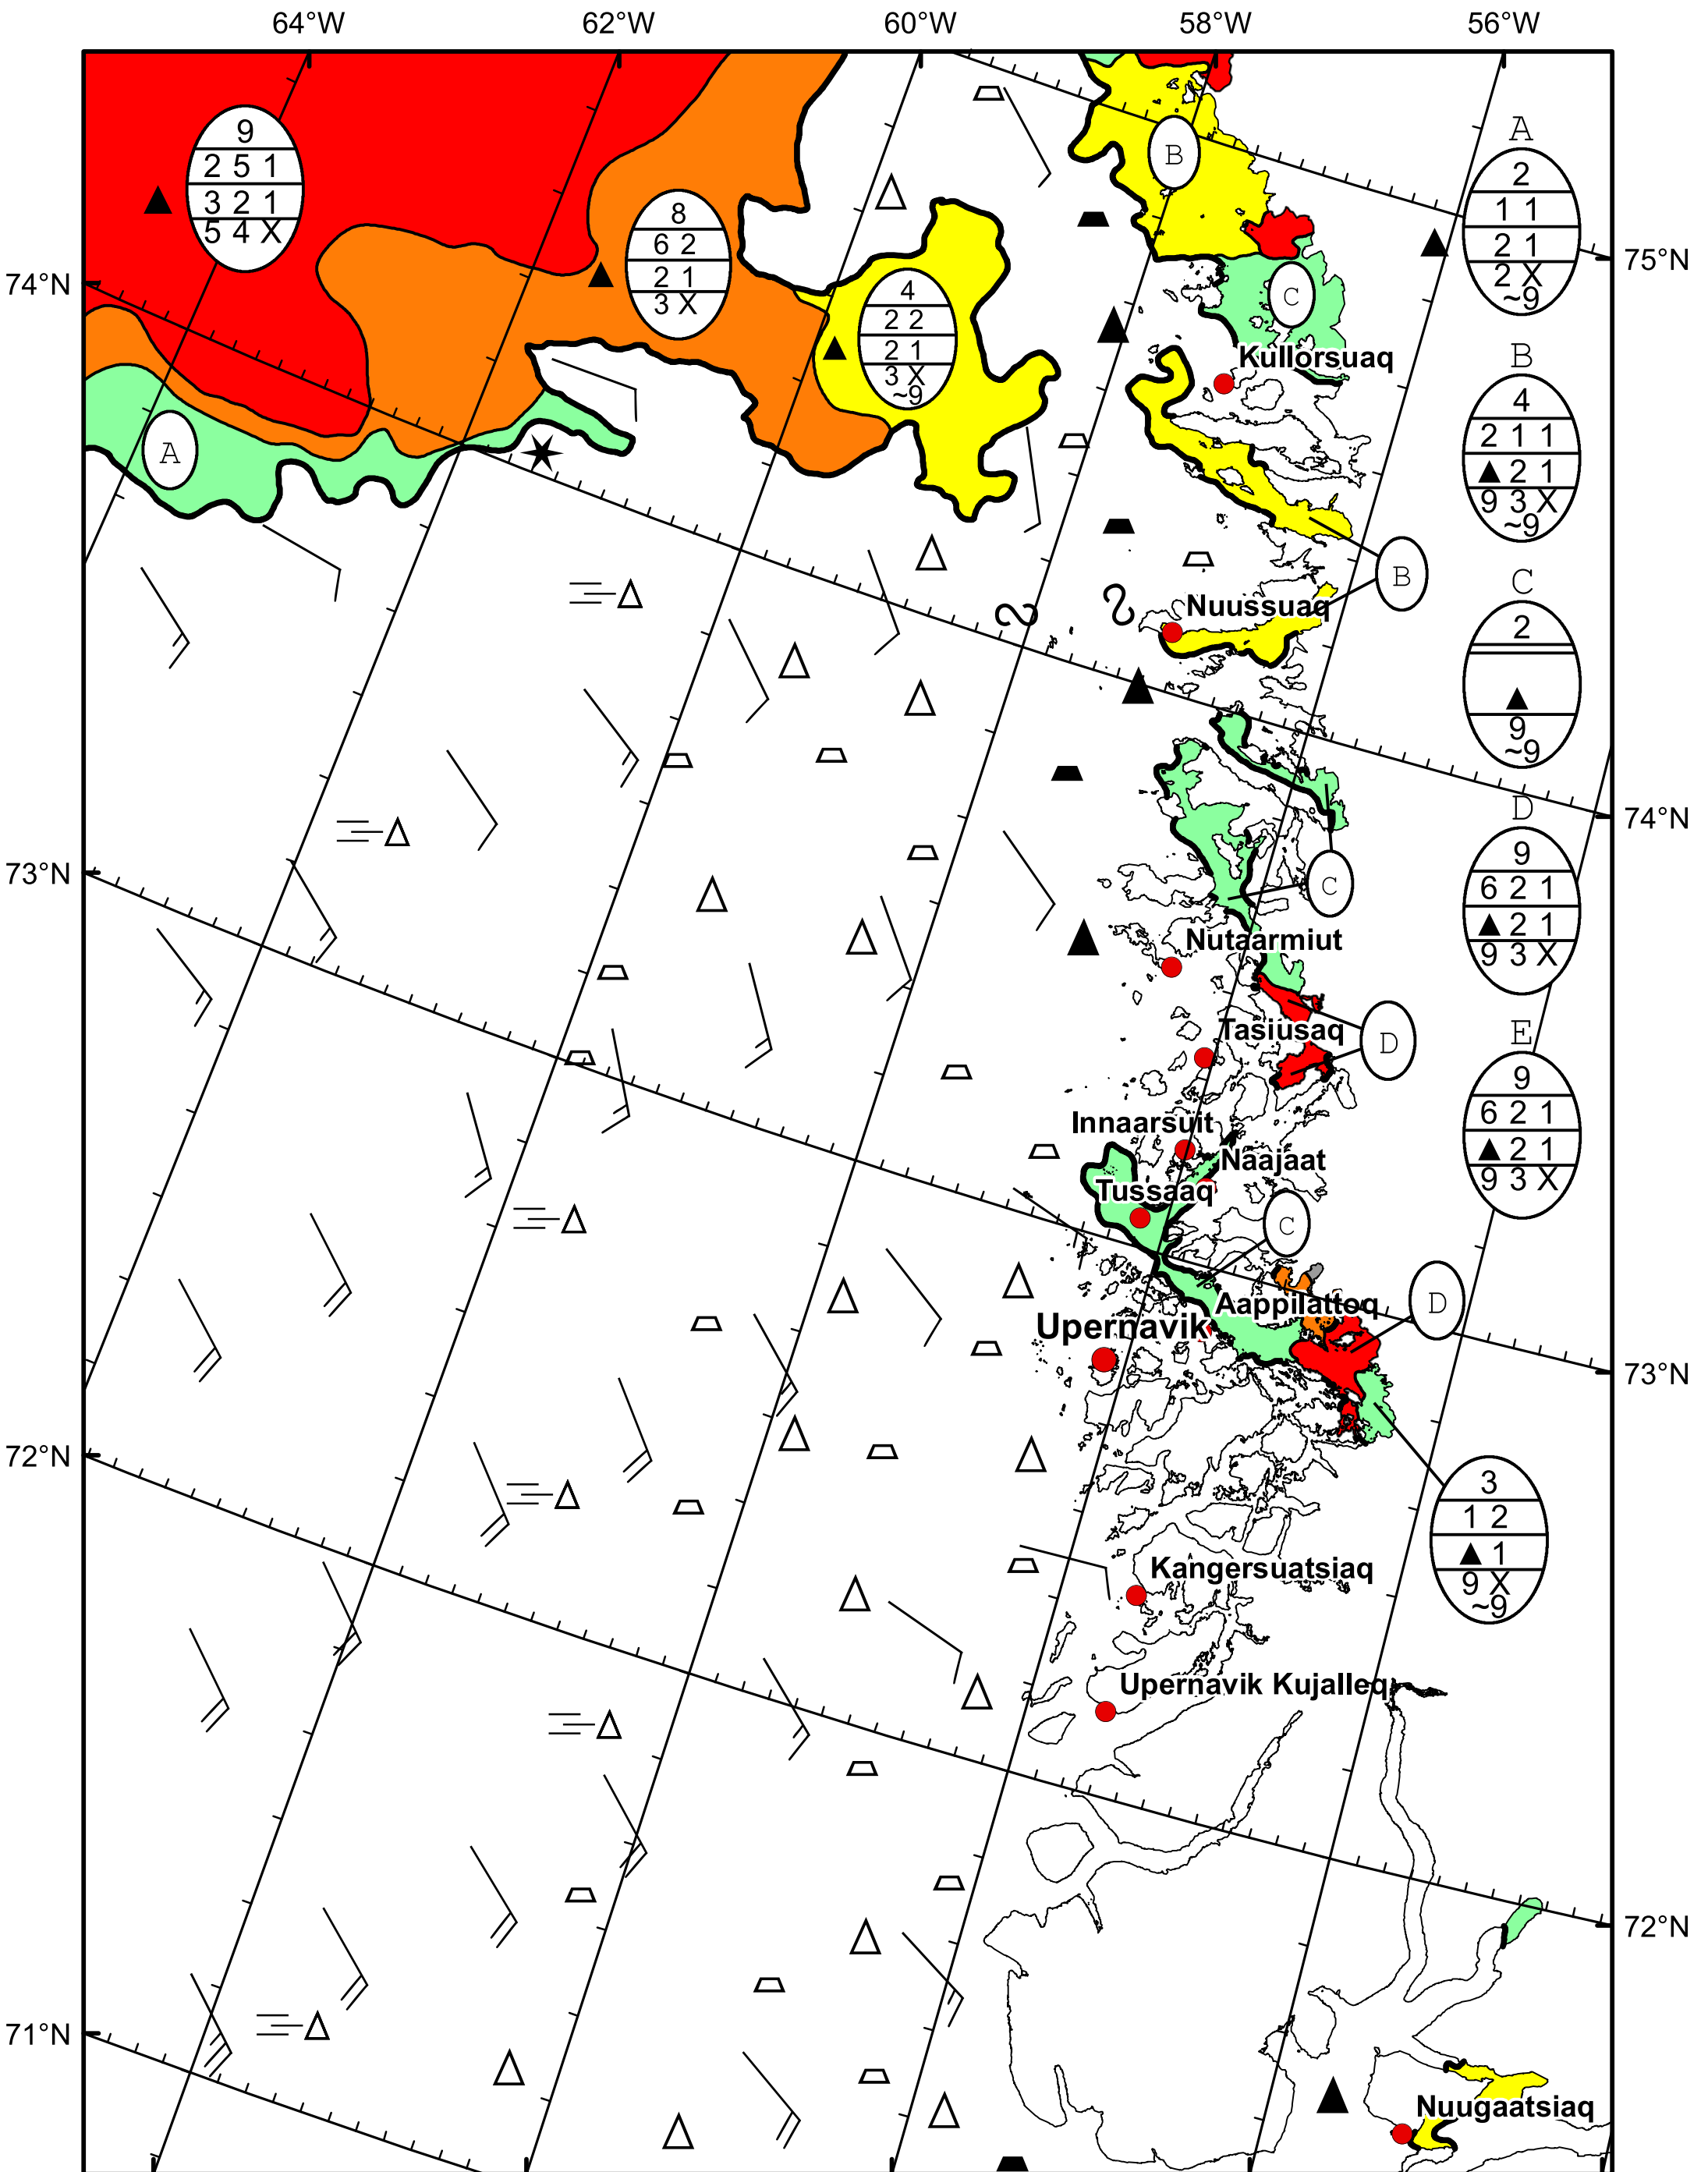 64°W 62°W 60°W 58°W 56°W
9
2 5 1
3 2 1
5 4 X
8
6 2
2 1
3 X
4
2 2
2 1
3 X
~9
B
A
2
1 1
2 1
2 X
~9
74°N
75°N
C
Kullorsuaq
B
4
2 1 1
2 1
9 3 X
~9
A
B
Nuussuaq
C
2
9
~9
74°N
D
9
6 2 1
2 1
9 3 X
73°N
C
Nutaarmiut
Tasiusaq
D
E
9
6 2 1
2 1
9 3 X
Innaarsuit
Naajaat
Tussaaq
C
Aappilattoq
D
Upernavik
73°N
72°N
3
1 2
1
9 X
~9
Kangersuatsiaq
Upernavik Kujalleq
72°N
71°N
Nuugaatsiaq